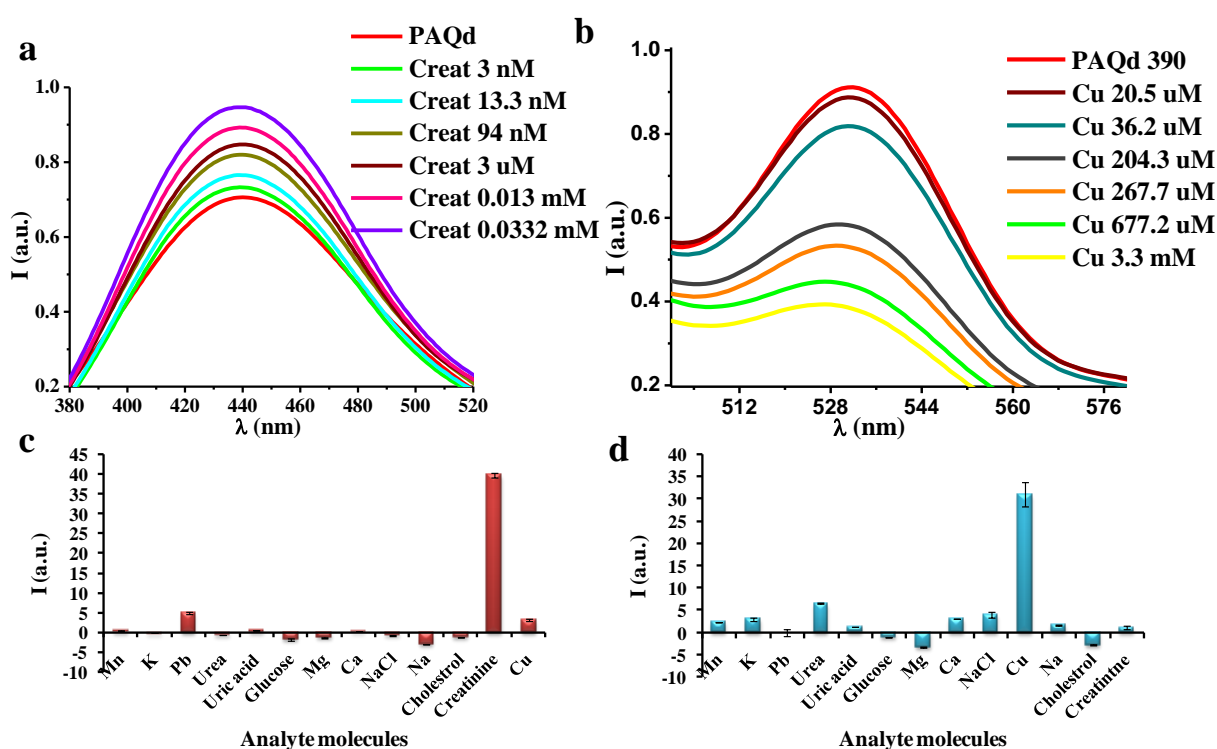 a
PAQd
Creat 3 nM
Creat 13.3 nM
Creat 94 nM
Creat 3 uM
Creat 0.013 mM
Creat 0.0332 mM
1.0
0.8
0.6
0.4
0.2
I (a.u.)
380 400 420 440 460 480 500 520
λ (nm)
b
PAQd 390
Cu 20.5 uM
Cu 36.2 uM
Cu 204.3 uM
Cu 267.7 uM
Cu 677.2 uM
Cu 3.3 mM
1.0
0.8
0.6
0.4
0.2
I (a.u.)
512 528 544 560 576
λ (nm)
c
45
40
35
30
25
20
15
10
5
0
-5
-10
I (a.u.)
Mn
K
Pb
Urea
Uric acid
Glucose
Mg
Ca
NaCl
Na
Cholestrol
Creatinine
Cu
Analyte molecules
d
40
35
30
25
20
15
10
5
0
-5
-10
I (a.u.)
Mn
K
Pb
Urea
Uric acid
Glucose
Mg
Ca
NaCl
Cu
Na
Cholestrol
Creatintne
Analyte molecules